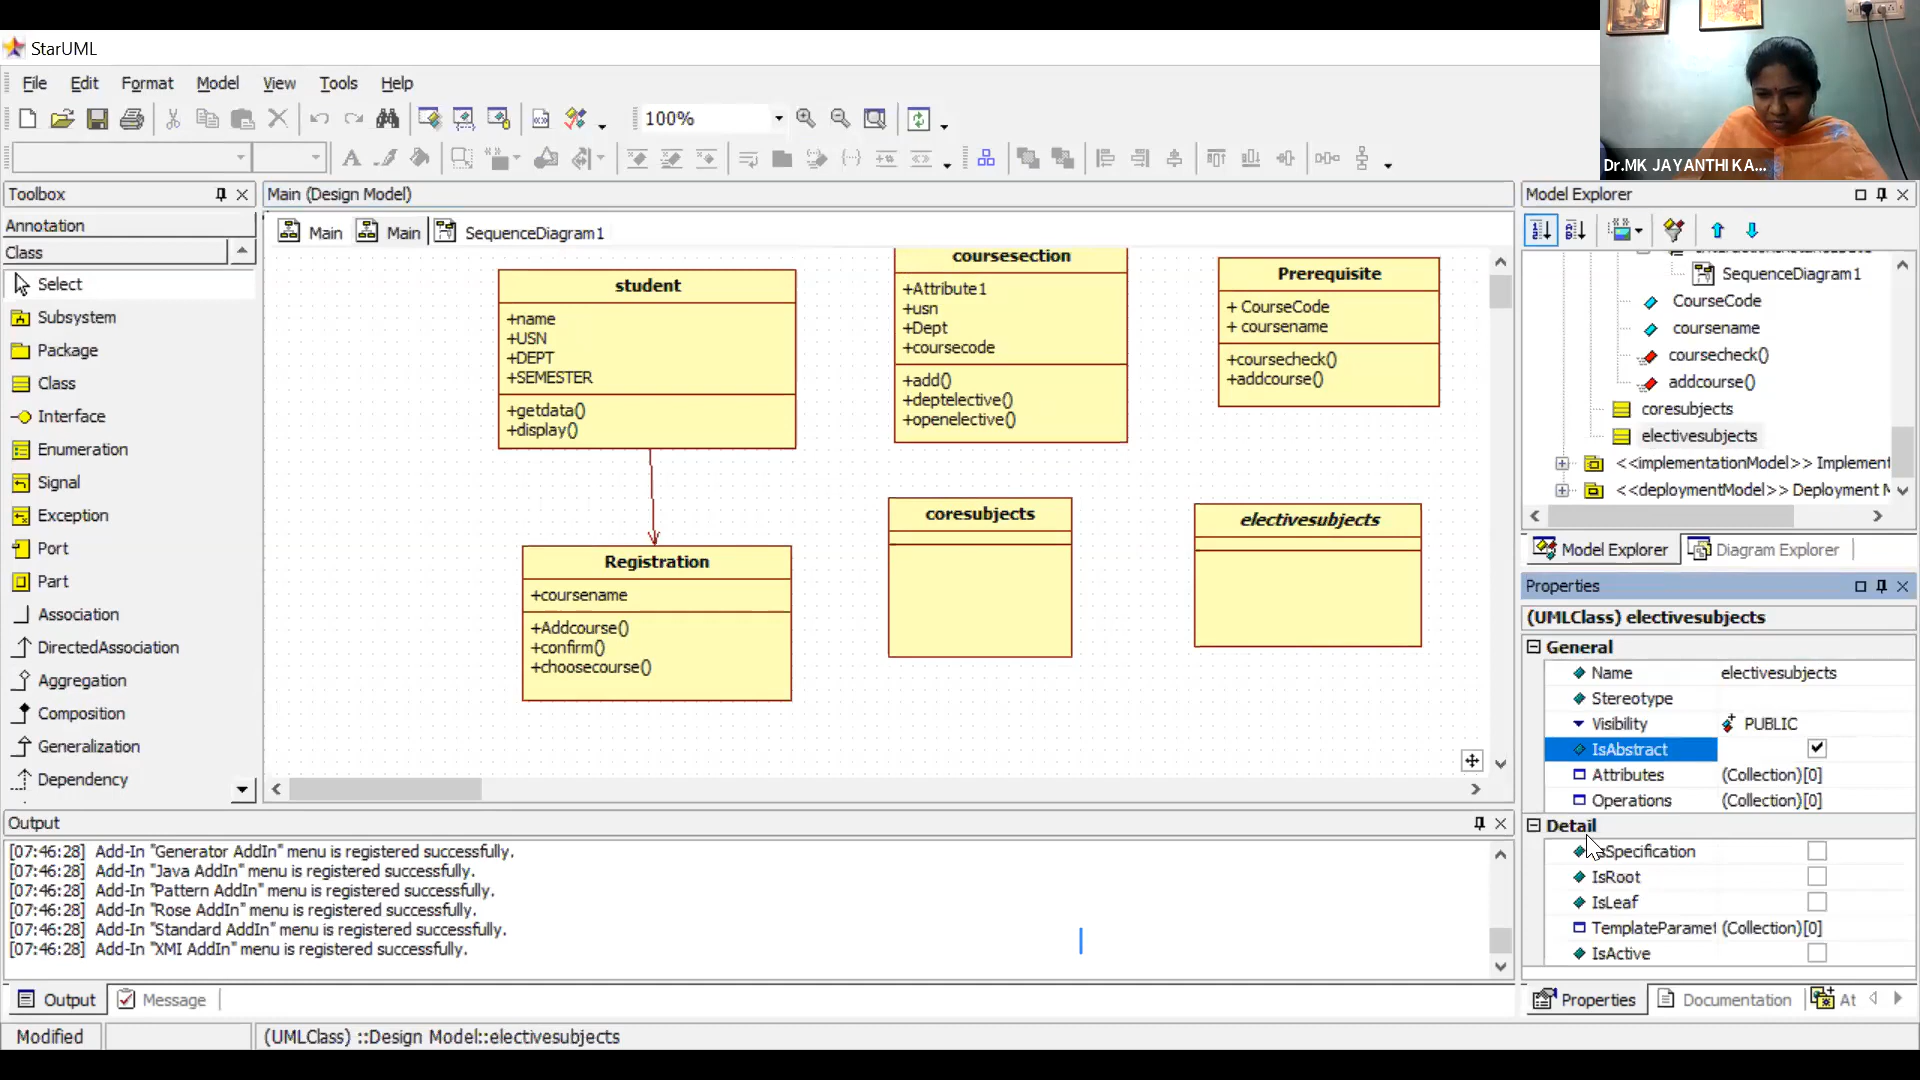 StarUML
File Edit Format Model View Tools Help
100%
Dr.MK JAYANTHI KA...
Toolbox
Main (Design Model)
Model Explorer
Annotation
Class
Main Main SequenceDiagram1
Select
Subsystem
Package
Class
Interface
Enumeration
Signal
Exception
Port
Part
Association
DirectedAssociation
Aggregation
Composition
Generalization
Dependency
student
+name
+USN
+DEPT
+SEMESTER
+getdata()
+display()
coursesection
+Attribute1
+usn
+Dept
+coursecode
+add()
+deptelective()
+openelective()
Prerequisite
+ CourseCode
+ coursename
+coursecheck()
+addcourse()
Registration
+coursename
+Addcourse()
+confirm()
+choosecourse()
coresubjects
electivesubjects
SequenceDiagram1
CourseCode
coursename
coursecheck()
addcourse()
coresubjects
electivesubjects
<<implementationModel>> Implement
<<deploymentModel>> Deployment M
Model Explorer Diagram Explorer
Properties
(UMLClass) electivesubjects
General
Name electivesubjects
Stereotype
Visibility PUBLIC
IsAbstract
Attributes (Collection)[0]
Operations (Collection)[0]
Detail
IsSpecification
IsRoot
IsLeaf
TemplateParamet (Collection)[0]
IsActive
Properties Documentation At
Output
[07:46:28] Add-In "Generator AddIn" menu is registered successfully.
[07:46:28] Add-In "Java AddIn" menu is registered successfully.
[07:46:28] Add-In "Pattern AddIn" menu is registered successfully.
[07:46:28] Add-In "Rose AddIn" menu is registered successfully.
[07:46:28] Add-In "Standard AddIn" menu is registered successfully.
[07:46:28] Add-In "XMI AddIn" menu is registered successfully.
Output Message
Modified (UMLClass) ::Design Model::electivesubjects